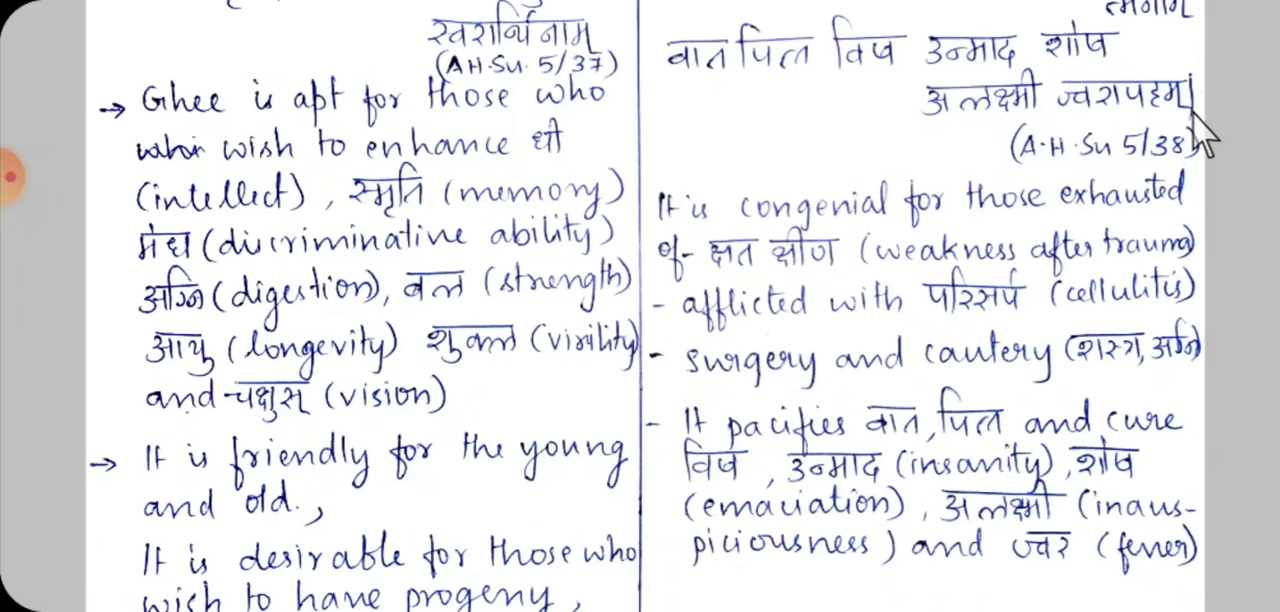 स्वरार्थिनाम्
(A H. Su. 5/37)
→ Ghee is apt for those who
wish to enhance धी
(intellect), स्मृति (memory)
मेधा (discriminative ability)
अग्नि (digestion), बल (strength)
आयु (longevity) शुक्ल (virility)
and चक्षुस् (vision)
→ It is friendly for the young
and old.,
It is desirable for those who
wish to have progeny,
वात पित्त विष उन्माद शोष
अलक्ष्मी ज्वरापहम्|
(A.H.Su 5/38)
It is congenial for those exhausted
of- क्षत क्षीण (weakness after trauma)
- afflicted with परिसर्प (cellulitis)
- surgery and cautery (शस्त्र, अग्नि)
- It pacifies वात, पित्त and cure
विष, उन्माद (insanity), शोष
(emaciation), अलक्ष्मी (inaus-
piciousness) and ज्वर (fever)